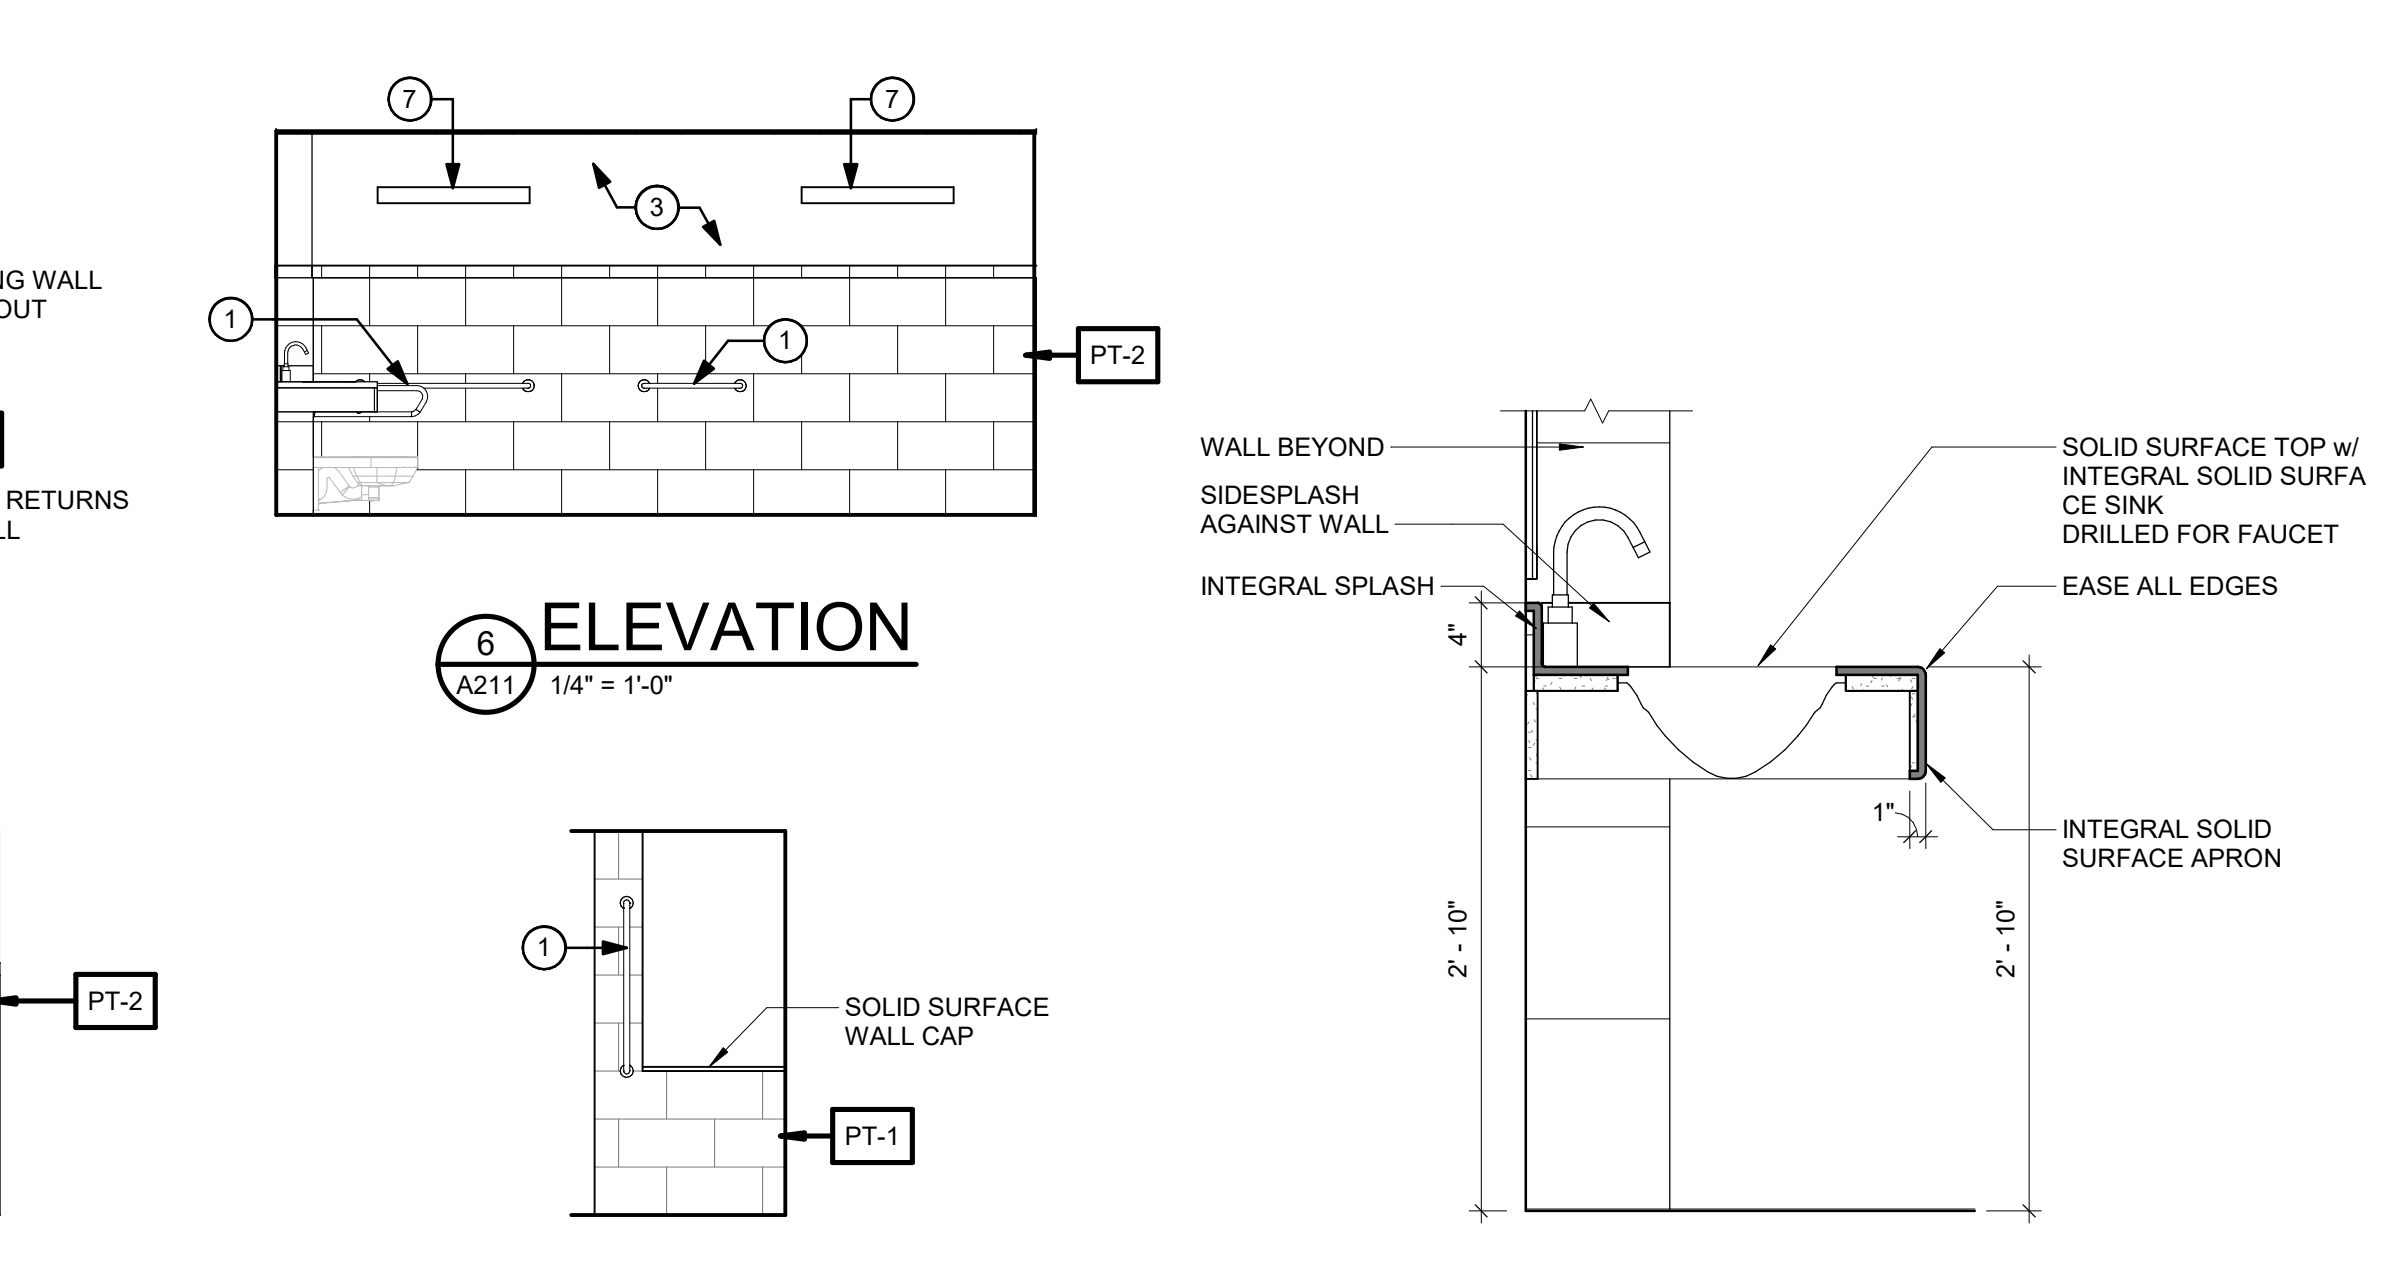 7
7
3
NG WALL
OUT
1
1
PT-2
RETURNS
LL
6
ELEVATION
A211
1/4" = 1'-0"
PT-2
1
SOLID SURFACE
WALL CAP
PT-1
WALL BEYOND
SIDESPLASH
AGAINST WALL
INTEGRAL SPLASH
4"
SOLID SURFACE TOP w/
INTEGRAL SOLID SURFA
CE SINK
DRILLED FOR FAUCET
EASE ALL EDGES
1"
INTEGRAL SOLID
SURFACE APRON
2' - 10"
2' - 10"